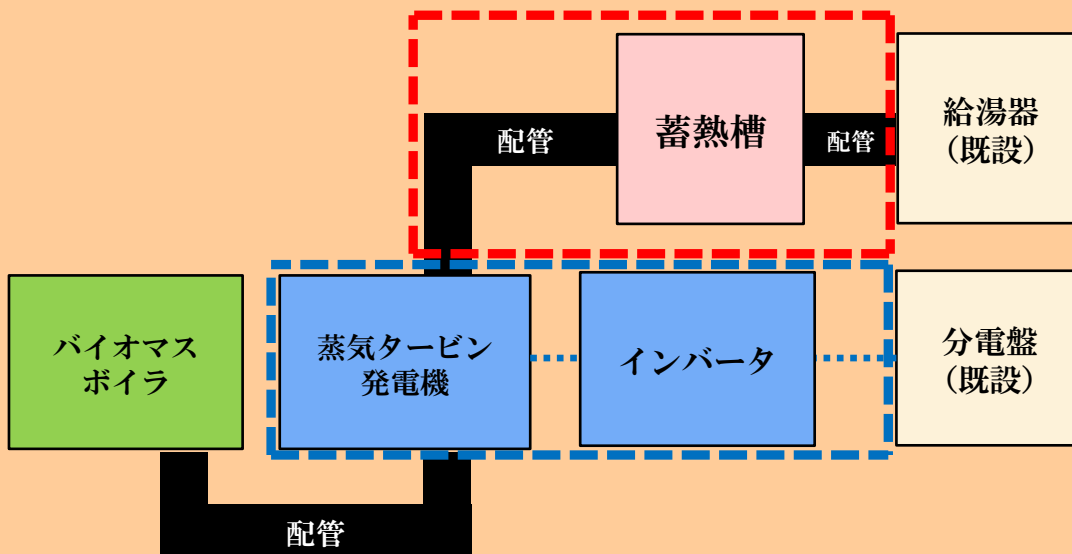 配管
蓄熱槽
配管
給湯器
（既設）
バイオマス
ボイラ
蒸気タービン
発電機
インバータ
分電盤
（既設）
配管